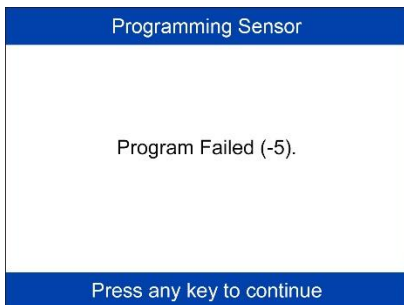 Programming Sensor
Program Failed (-5).
Press any key to continue